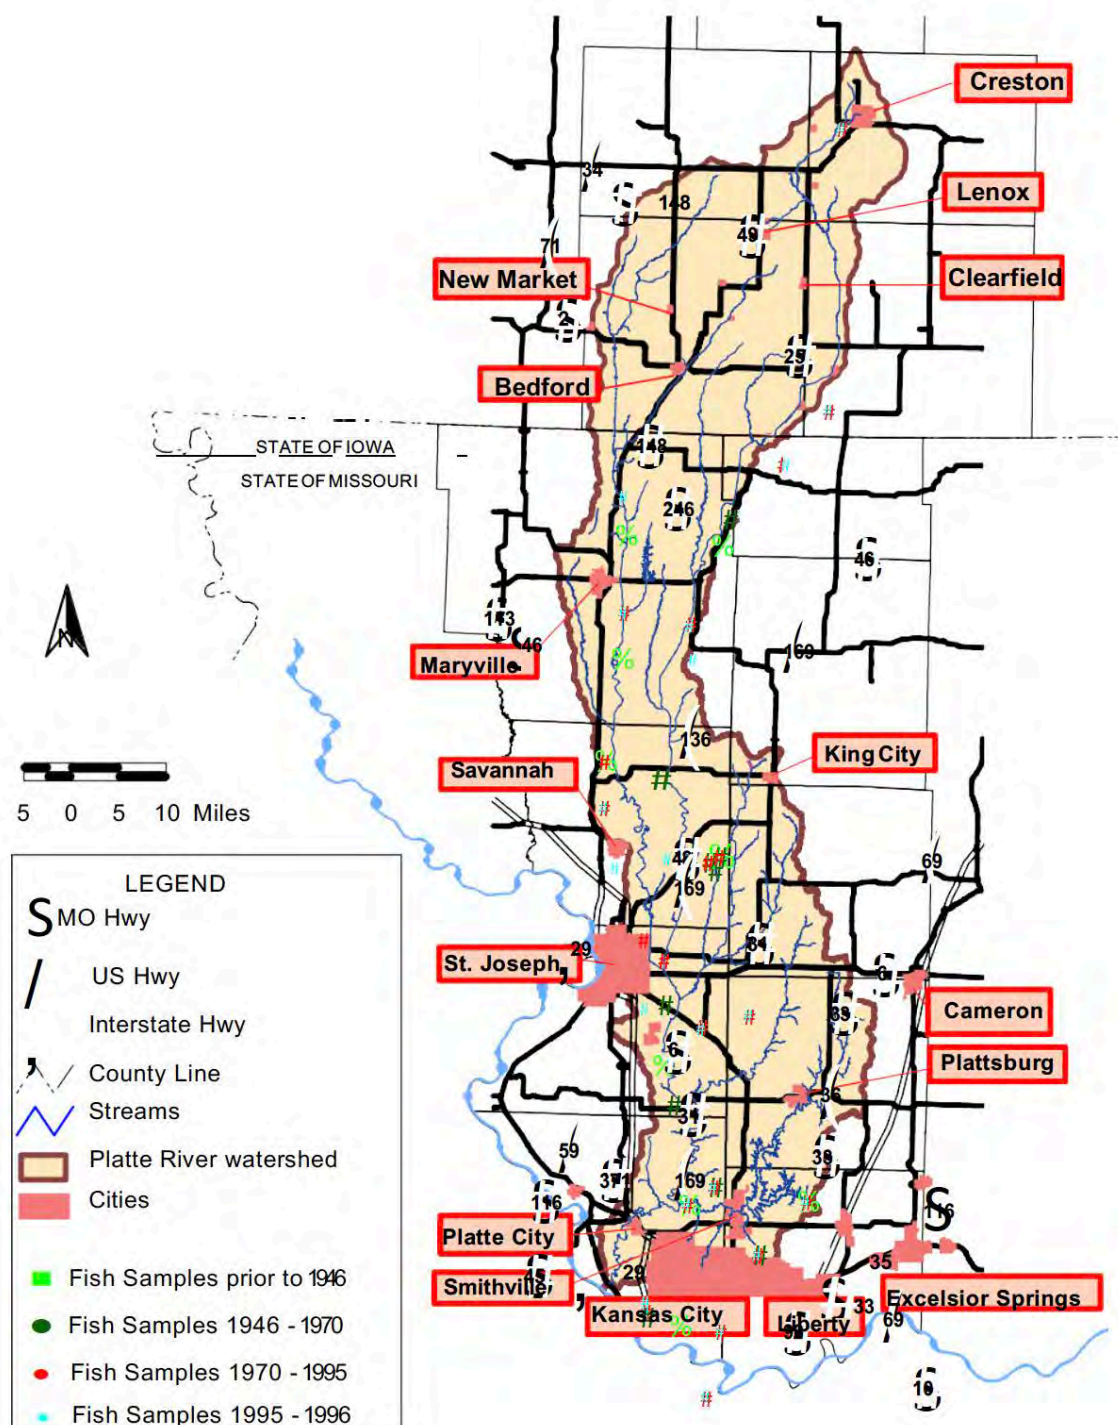 Creston
34
148
Lenox
49
71
New Market
Clearfield
2
25
Bedford
148
STATE OF IOWA
STATE OF MISSOURI
246
46
143
46
Maryville
169
N
136
King City
Savannah
5 0 5 10 Miles
48
169
69
LEGEND
S MO Hwy
US Hwy
Interstate Hwy
County Line
Streams
Platte River watershed
Cities
Fish Samples prior to 1946
Fish Samples 1946 - 1970
Fish Samples 1970 - 1995
Fish Samples 1995 - 1996
29
St. Joseph
6
Cameron
33
6
Plattsburg
36
31
59
371
38
169
116
S
116
Platte City
29
35
Smithville
Kansas City
Liberty
33
69
Excelsior Springs
10